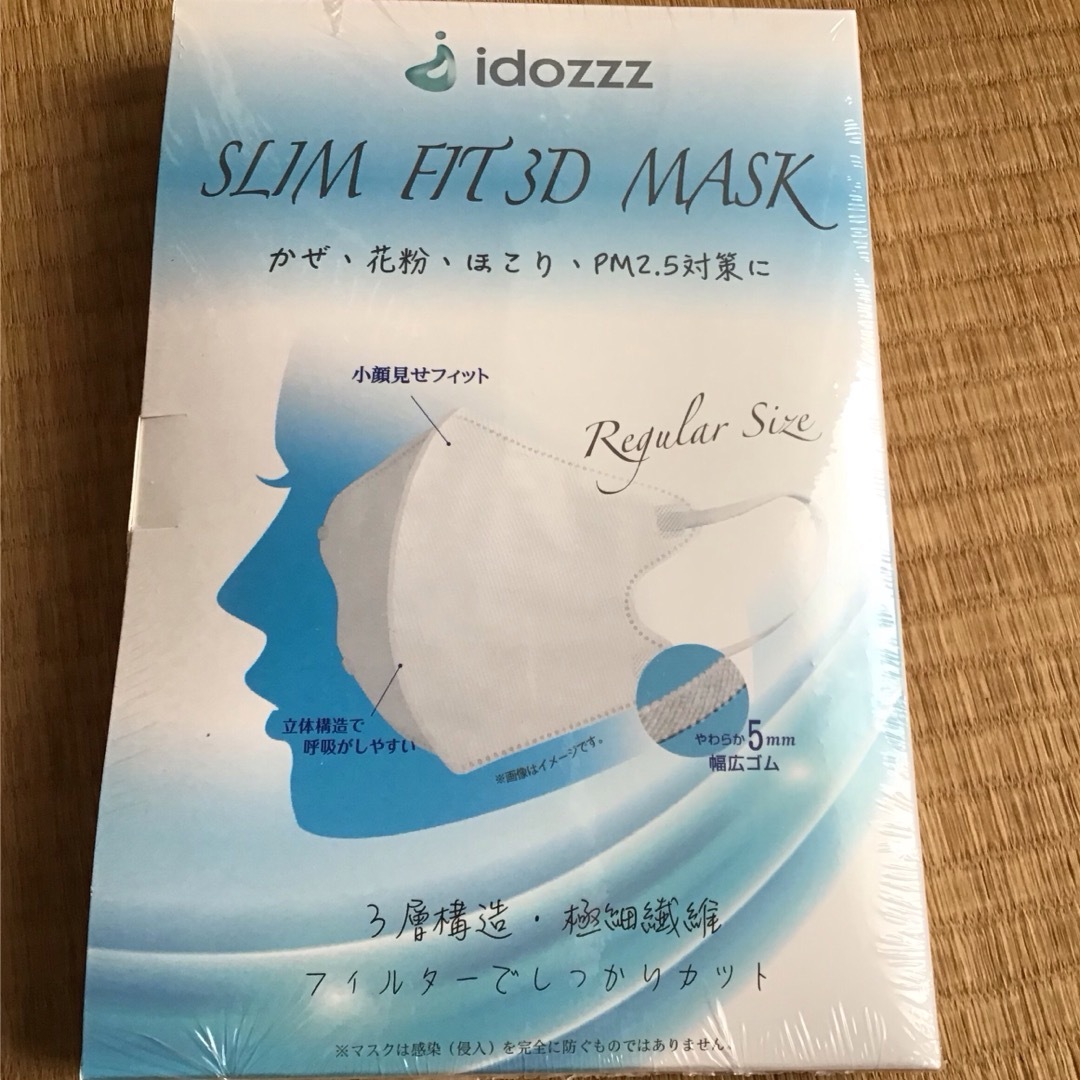 idozzz
SLIM FIT 3D MASK
かぜ、花粉、ほこり、PM2.5対策に
小顔見せフィット
Regular Size
立体構造で
呼吸がしやすい
※画像はイメージです。
やわらか5mm
幅広ゴム
3層構造・極細繊維
フィルターでしっかりカット
※マスクは感染（侵入）を完全に防ぐものではありません。